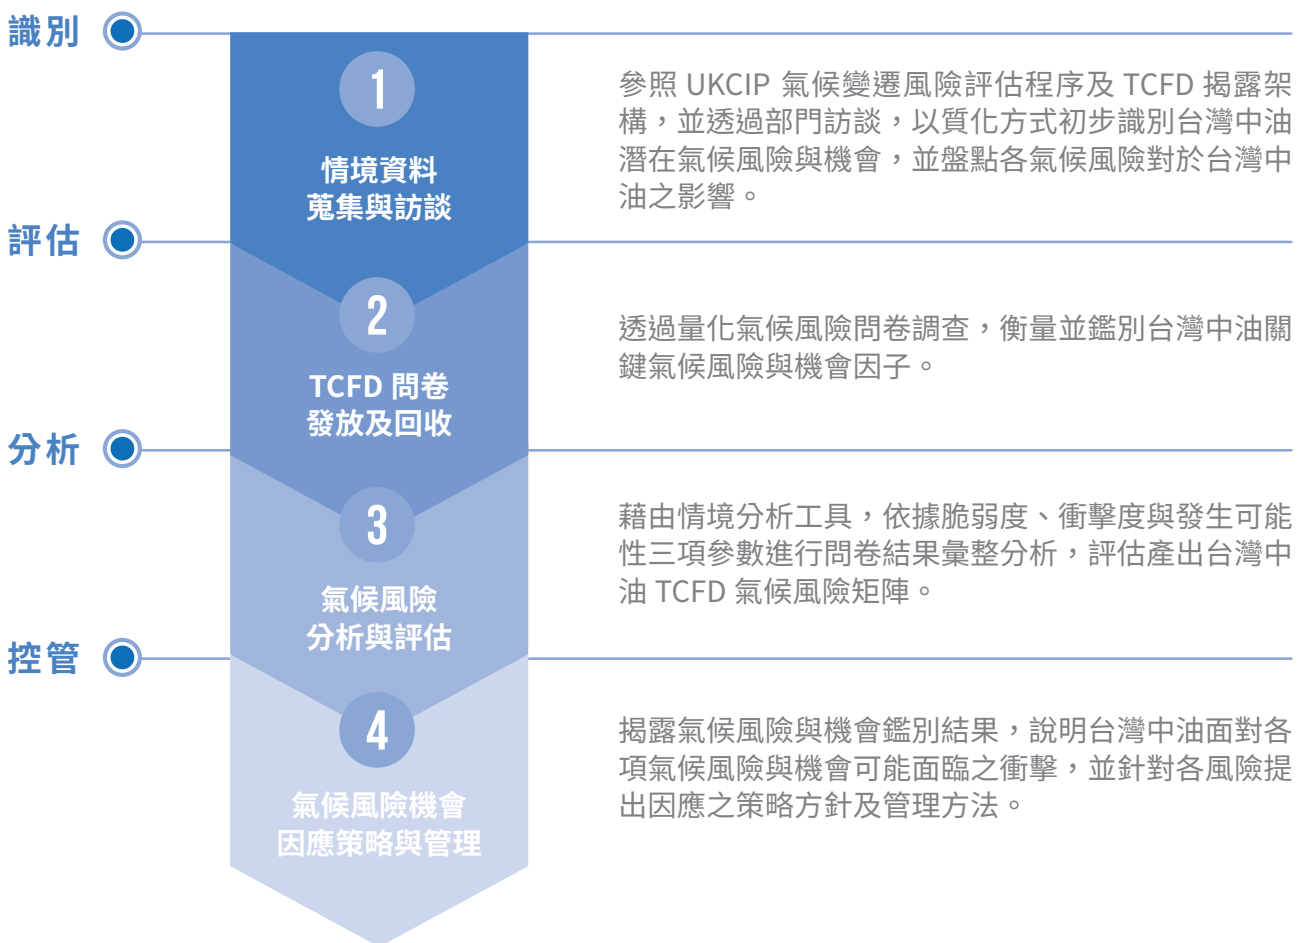 識別
1
情境資料
蒐集與訪談
參照 UKCIP 氣候變遷風險評估程序及 TCFD 揭露架
構，並透過部門訪談，以質化方式初步識別台灣中油
潛在氣候風險與機會，並盤點各氣候風險對於台灣中
油之影響。
評估
2
TCFD 問卷
發放及回收
透過量化氣候風險問卷調查，衡量並鑑別台灣中油關
鍵氣候風險與機會因子。
分析
3
氣候風險
分析與評估
藉由情境分析工具，依據脆弱度、衝擊度與發生可能
性三項參數進行問卷結果彙整分析，評估產出台灣中
油 TCFD 氣候風險矩陣。
控管
4
氣候風險機會
因應策略與管理
揭露氣候風險與機會鑑別結果，說明台灣中油面對各
項氣候風險與機會可能面臨之衝擊，並針對各風險提
出因應之策略方針及管理方法。